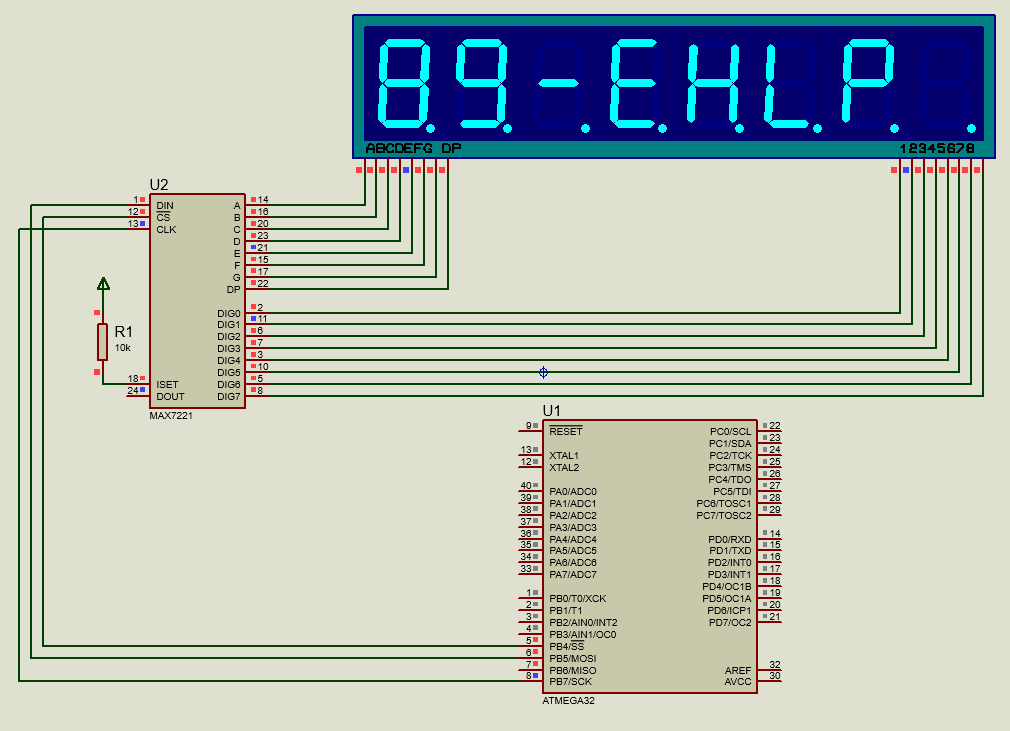 89-EHLP
ABCDEFG DP
12345678
U2
1 DIN
12 CS
13 CLK
A 14
B 16
C 20
D 23
E 21
F 15
G 17
DP 22
DIG0 2
DIG1 11
DIG2 6
DIG3 7
DIG4 3
DIG5 10
DIG6 5
DIG7 8
R1
10k
18 ISET
24 DOUT
MAX7221
U1
9 RESET
13 XTAL1
12 XTAL2
40 PA0/ADC0
39 PA1/ADC1
38 PA2/ADC2
37 PA3/ADC3
36 PA4/ADC4
35 PA5/ADC5
34 PA6/ADC6
33 PA7/ADC7
1 PB0/T0/XCK
2 PB1/T1
3 PB2/AIN0/INT2
4 PB3/AIN1/OC0
5 PB4/SS
6 PB5/MOSI
7 PB6/MISO
8 PB7/SCK
PC0/SCL 22
PC1/SDA 23
PC2/TCK 24
PC3/TMS 25
PC4/TDO 26
PC5/TDI 27
PC6/TOSC1 28
PC7/TOSC2 29
PD0/RXD 14
PD1/TXD 15
PD2/INT0 16
PD3/INT1 17
PD4/OC1B 18
PD5/OC1A 19
PD6/ICP1 20
PD7/OC2 21
AREF 32
AVCC 30
ATMEGA32